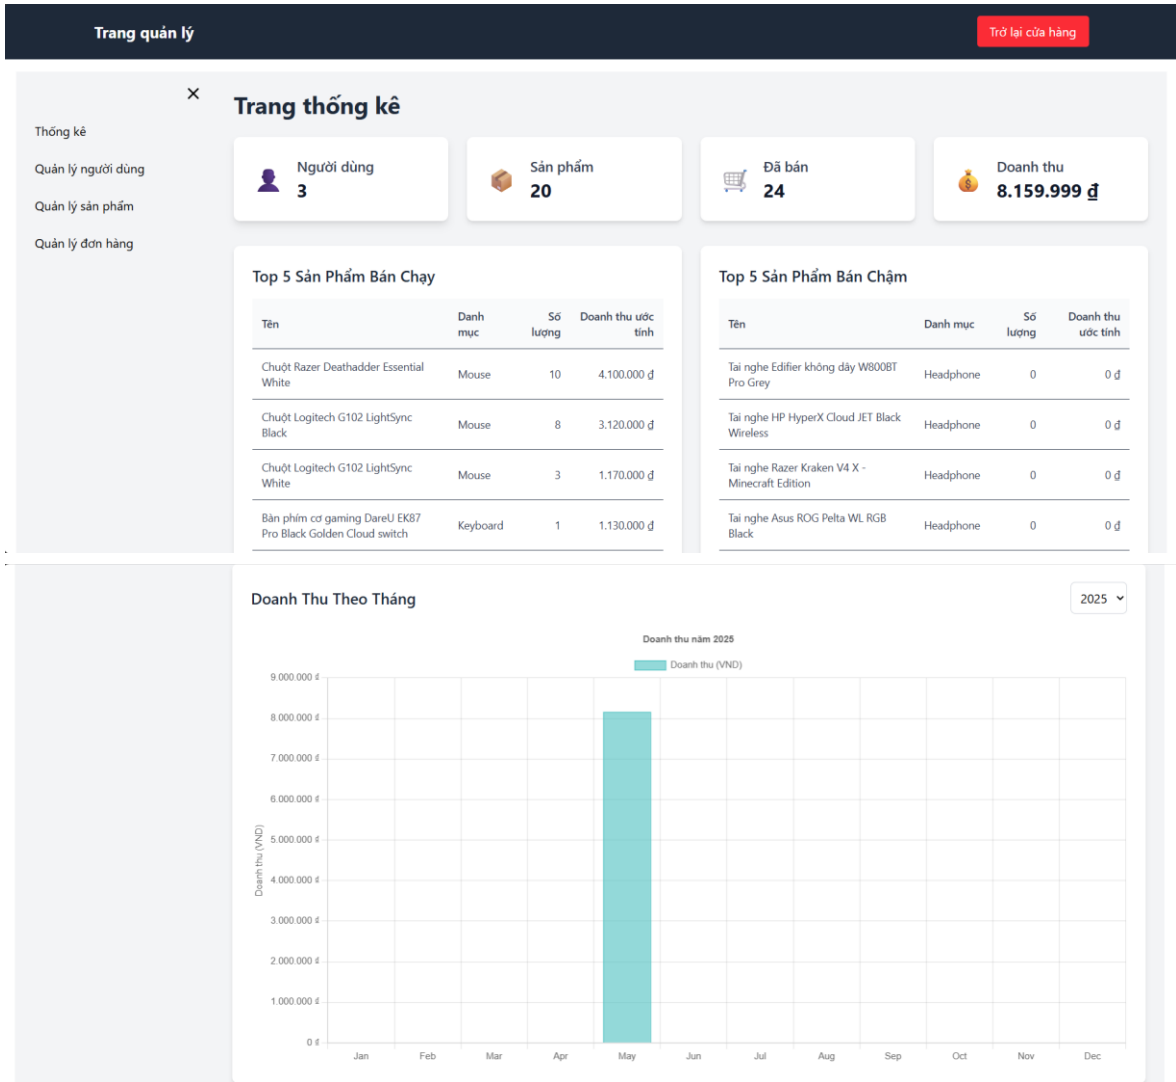 Trang quản lý
Trở lại cửa hàng
Thống kê
Quản lý người dùng
Quản lý sản phẩm
Quản lý đơn hàng
Trang thống kê
Người dùng
3
Sản phẩm
20
Đã bán
24
Doanh thu
8.159.999 ₫
Top 5 Sản Phẩm Bán Chạy
Tên
Danh
mục
Số
lượng
Doanh thu ước
tính
Chuột Razer Deathadder Essential
White
Mouse
10
4.100.000 ₫
Chuột Logitech G102 LightSync
Black
Mouse
8
3.120.000 ₫
Chuột Logitech G102 LightSync
White
Mouse
3
1.170.000 ₫
Bàn phím cơ gaming DareU EK87
Pro Black Golden Cloud switch
Keyboard
1
1.130.000 ₫
Top 5 Sản Phẩm Bán Chậm
Tên
Danh mục
Số
lượng
Doanh thu
ước tính
Tai nghe Edifier không dây W800BT
Pro Grey
Headphone
0
0 ₫
Tai nghe HP HyperX Cloud JET Black
Wireless
Headphone
0
0 ₫
Tai nghe Razer Kraken V4 X -
Minecraft Edition
Headphone
0
0 ₫
Tai nghe Asus ROG Pelta WL RGB
Black
Headphone
0
0 ₫
Doanh Thu Theo Tháng
2025
Doanh thu năm 2025
Doanh thu (VND)
9.000.000 ₫
8.000.000 ₫
7.000.000 ₫
6.000.000 ₫
5.000.000 ₫
4.000.000 ₫
3.000.000 ₫
2.000.000 ₫
1.000.000 ₫
0 ₫
Doanh thu (VND)
Jan
Feb
Mar
Apr
May
Jun
Jul
Aug
Sep
Oct
Nov
Dec